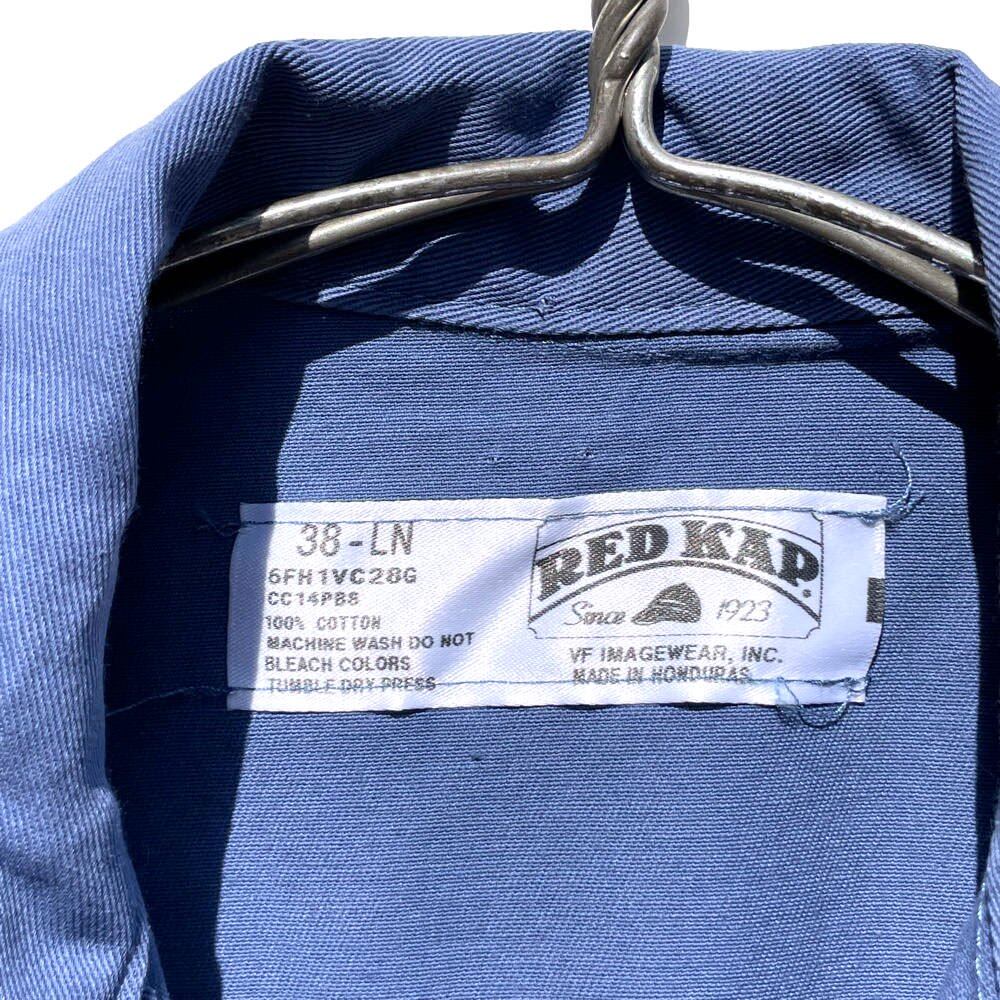 38-LN
6FH1VC28G
CC14PB8
100% COTTON
MACHINE WASH DO NOT
BLEACH COLORS
TUMBLE DRY PRESS
RED KAP®
Since 1923
VF IMAGEWEAR, INC.
MADE IN HONDURAS